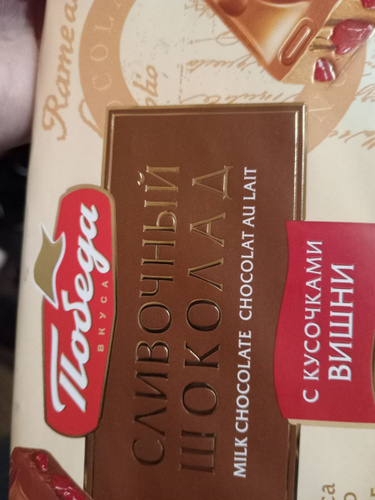 Победа
ВКУСА
СЛИВОЧНЫЙ
ШОКОЛАД
MILK CHOCOLATE CHOCOLAT AU LAIT
С КУСОЧКАМИ
ВИШНИ